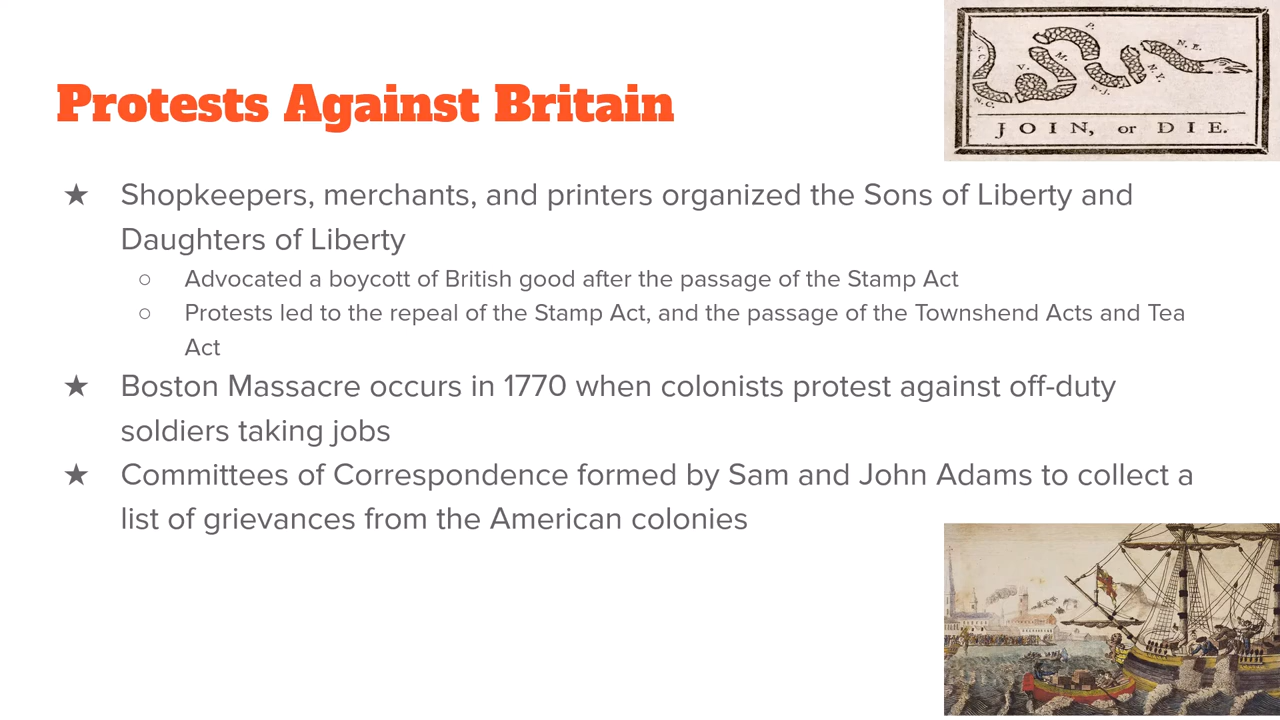 Protests Against Britain
P.
N. E.
S. C.
V.
M.
N. Y.
N.J.
N.C.
JOIN, or DIE.
★ Shopkeepers, merchants, and printers organized the Sons of Liberty and
Daughters of Liberty
○ Advocated a boycott of British good after the passage of the Stamp Act
○ Protests led to the repeal of the Stamp Act, and the passage of the Townshend Acts and Tea
Act
★ Boston Massacre occurs in 1770 when colonists protest against off-duty
soldiers taking jobs
★ Committees of Correspondence formed by Sam and John Adams to collect a
list of grievances from the American colonies